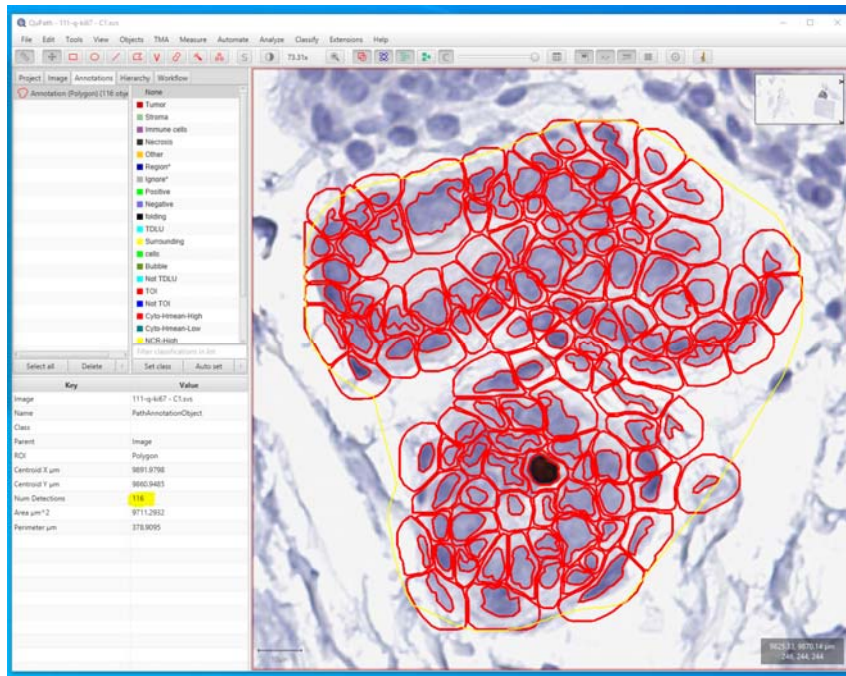 QuPath - 111-q-ki67 - C1.svs
File Edit Tools View Objects TMA Measure Automate Analyze Classify Extensions Help
73.31x
Project Image Annotations Hierarchy Workflow
Annotation (Polygon) (116 obje
None
Tumor
Stroma
Immune cells
Necrosis
Other
Region*
Ignore*
Positive
Negative
folding
TDLU
Surrounding
cells
Bubble
Not TDLU
TOI
Not TOI
Cyto-Hmean-High
Cyto-Hmean-Low
NCR-High
Filter classifications in list
Select all Delete Set class Auto set
Key Value
Image 111-q-ki67 - C1.svs
Name PathAnnotationObject
Class
Parent Image
ROI Polygon
Centroid X µm 9891.9798
Centroid Y µm 9860.9485
Num Detections 116
Area µm^2 9711.2932
Perimeter µm 378.9095
246, 244, 244